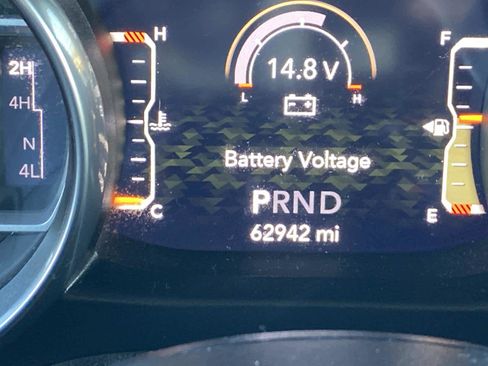 2H
4H
N
4L
H
C
14.8 V
L H
Battery Voltage
PRND
62942 mi
F
E